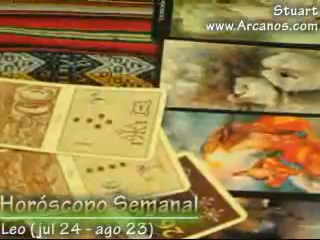 Stuart
www.Arcanos.com
Horóscopo Semanal
Leo (jul 24 - ago 23)